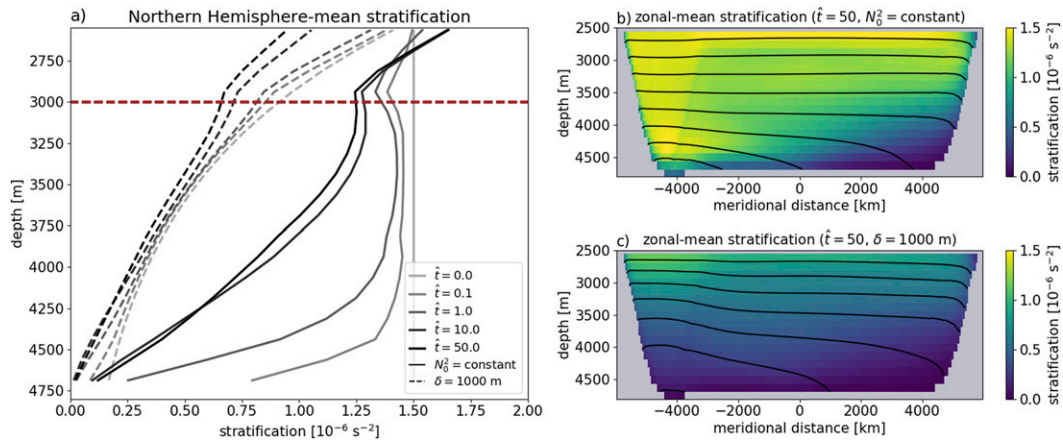 a) Northern Hemisphere-mean stratification
depth [m]
2750
3000
3250
3500
3750
4000
4250
4500
4750
t̂ = 0.0
t̂ = 0.1
t̂ = 1.0
t̂ = 10.0
t̂ = 50.0
N₀² = constant
δ = 1000 m
0.00 0.25 0.50 0.75 1.00 1.25 1.50 1.75 2.00
stratification [10⁻⁶ s⁻²]
b) zonal-mean stratification (t̂ = 50, N₀² = constant)
depth [m]
2500
3000
3500
4000
4500
−4000 −2000 0 2000 4000
meridional distance [km]
1.5
1.0
0.5
0.0
stratification [10⁻⁶ s⁻²]
c) zonal-mean stratification (t̂ = 50, δ = 1000 m)
depth [m]
2500
3000
3500
4000
4500
−4000 −2000 0 2000 4000
meridional distance [km]
1.5
1.0
0.5
0.0
stratification [10⁻⁶ s⁻²]